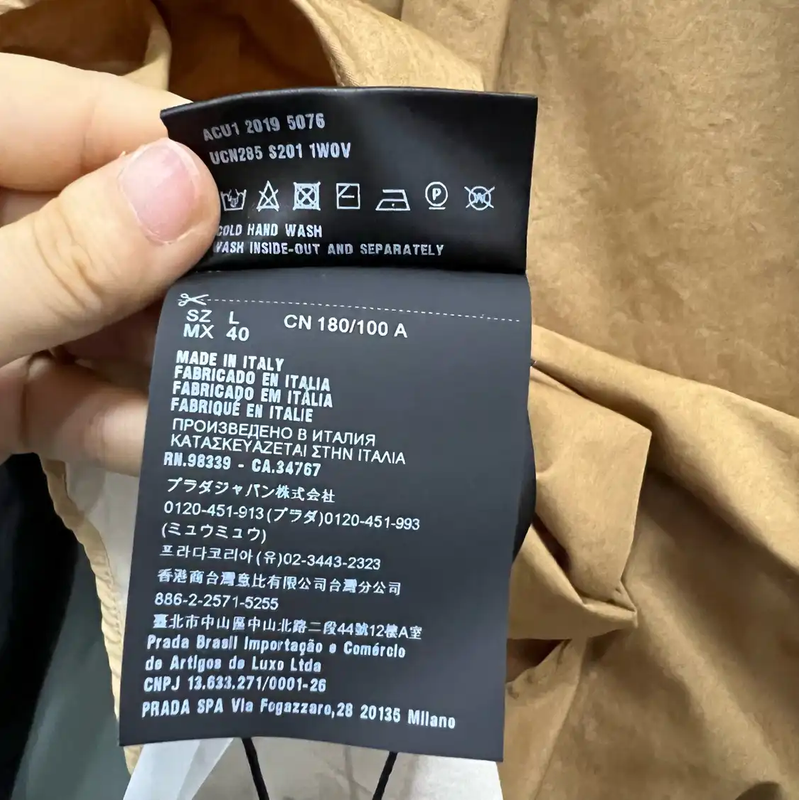 ACU1 2019 5076
UCN285 S201 1W0V
P
COLD HAND WASH
WASH INSIDE-OUT AND SEPARATELY
SZ L CN 180/100 A
MX 40
MADE IN ITALY
FABRICADO EN ITALIA
FABRICADO EM ITÁLIA
FABRIQUÉ EN ITALIE
ПРОИЗВЕДЕНО В ИТАЛИЯ
ΚΑΤΑΣΚΕΥΑΖΕΤΑΙ ΣΤΗΝ ΙΤΑΛΙΑ
RN.98339 - CA.34767
プラダジャパン株式会社
0120-451-913(プラダ)0120-451-993
(ミュウミュウ)
프라다코리아(유)02-3443-2323
香港商台灣意比有限公司台灣分公司
886-2-2571-5255
臺北市中山區中山北路二段44號12樓A室
Prada Brasil Importação e Comércio
de Artigos de Luxo Ltda
CNPJ 13.633.271/0001-26
PRADA SPA Via Fogazzaro,28 20135 Milano